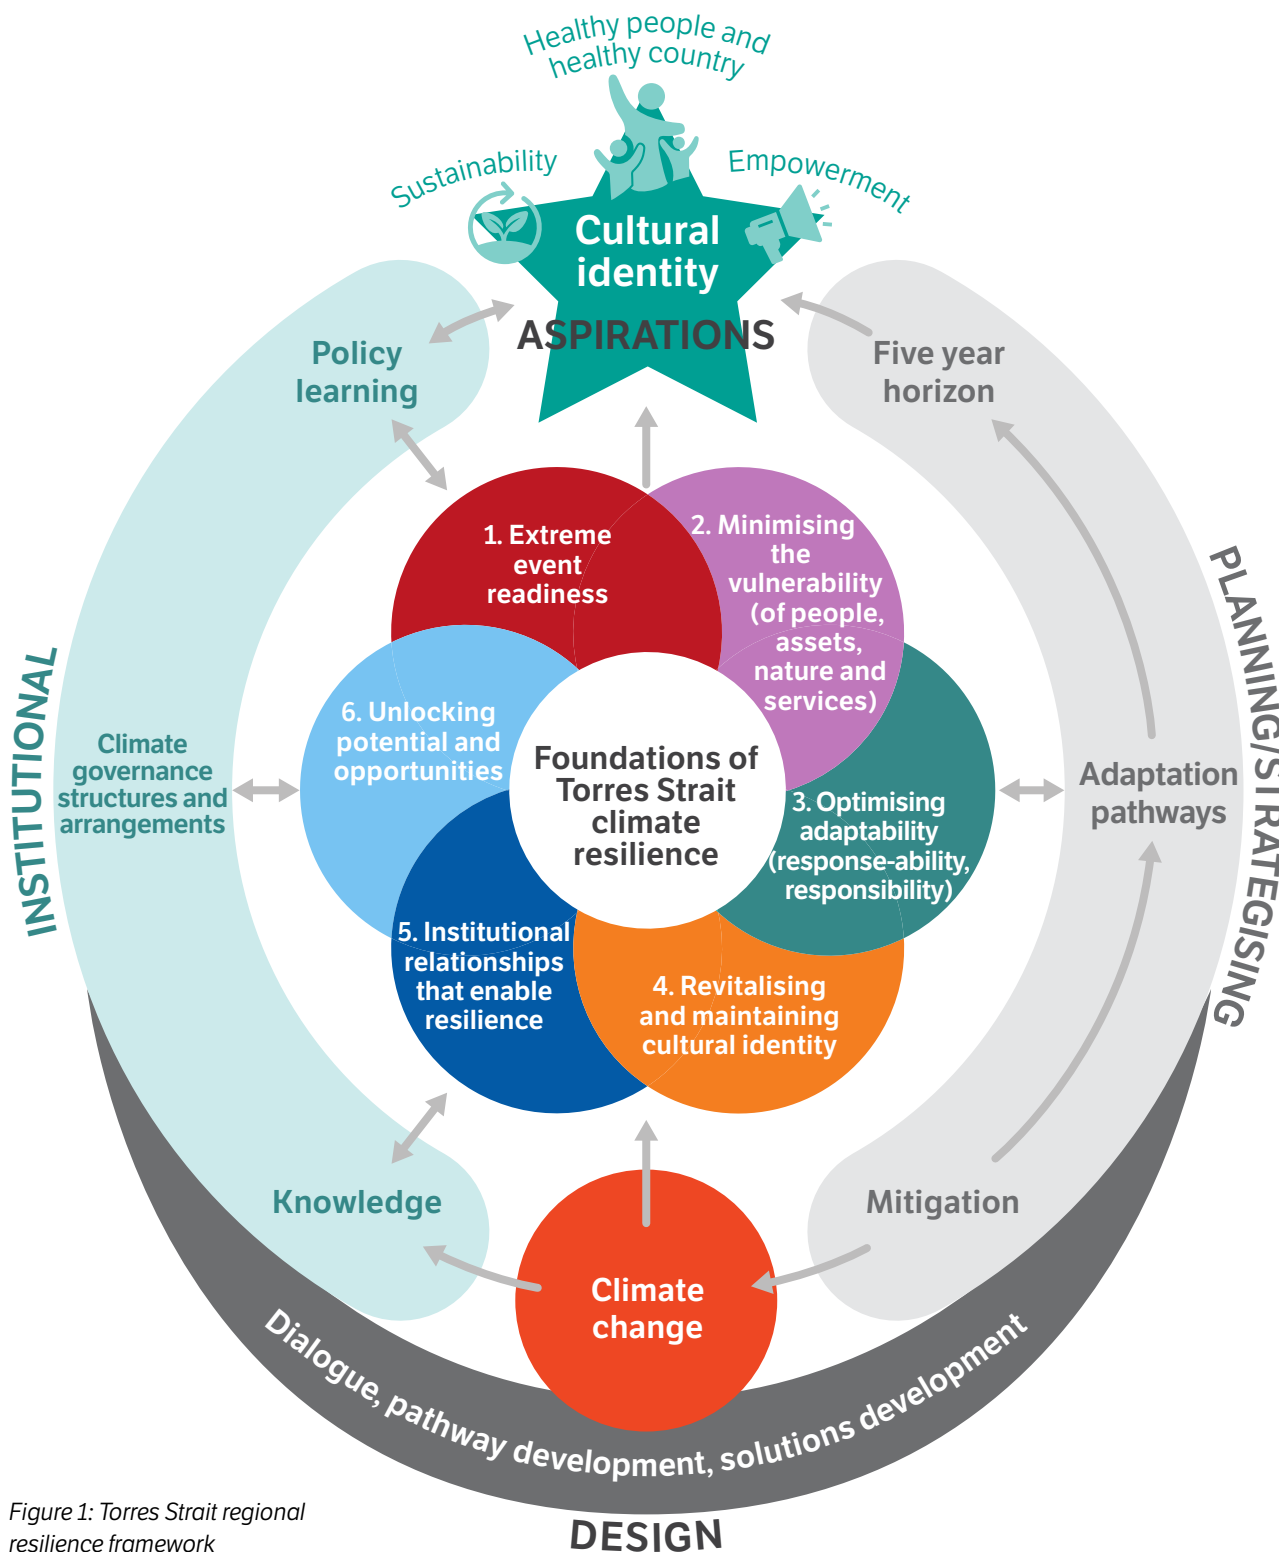 Healthy people and
healthy country
Sustainability
Empowerment
Cultural
identity
ASPIRATIONS
Policy
learning
Five year
horizon
1. Extreme
event
readiness
2. Minimising
the
vulnerability
(of people,
assets,
nature and
services)
INSTITUTIONAL
PLANNING/STRATEGISING
6. Unlocking
potential and
opportunities
Climate
governance
structures and
arrangements
Foundations of
Torres Strait
climate
resilience
3. Optimising
adaptability
(response-ability,
responsibility)
Adaptation
pathways
5. Institutional
relationships
that enable
resilience
4. Revitalising
and maintaining
cultural identity
Knowledge
Mitigation
Climate
change
Dialogue, pathway development, solutions development
DESIGN
Figure 1: Torres Strait regional
resilience framework